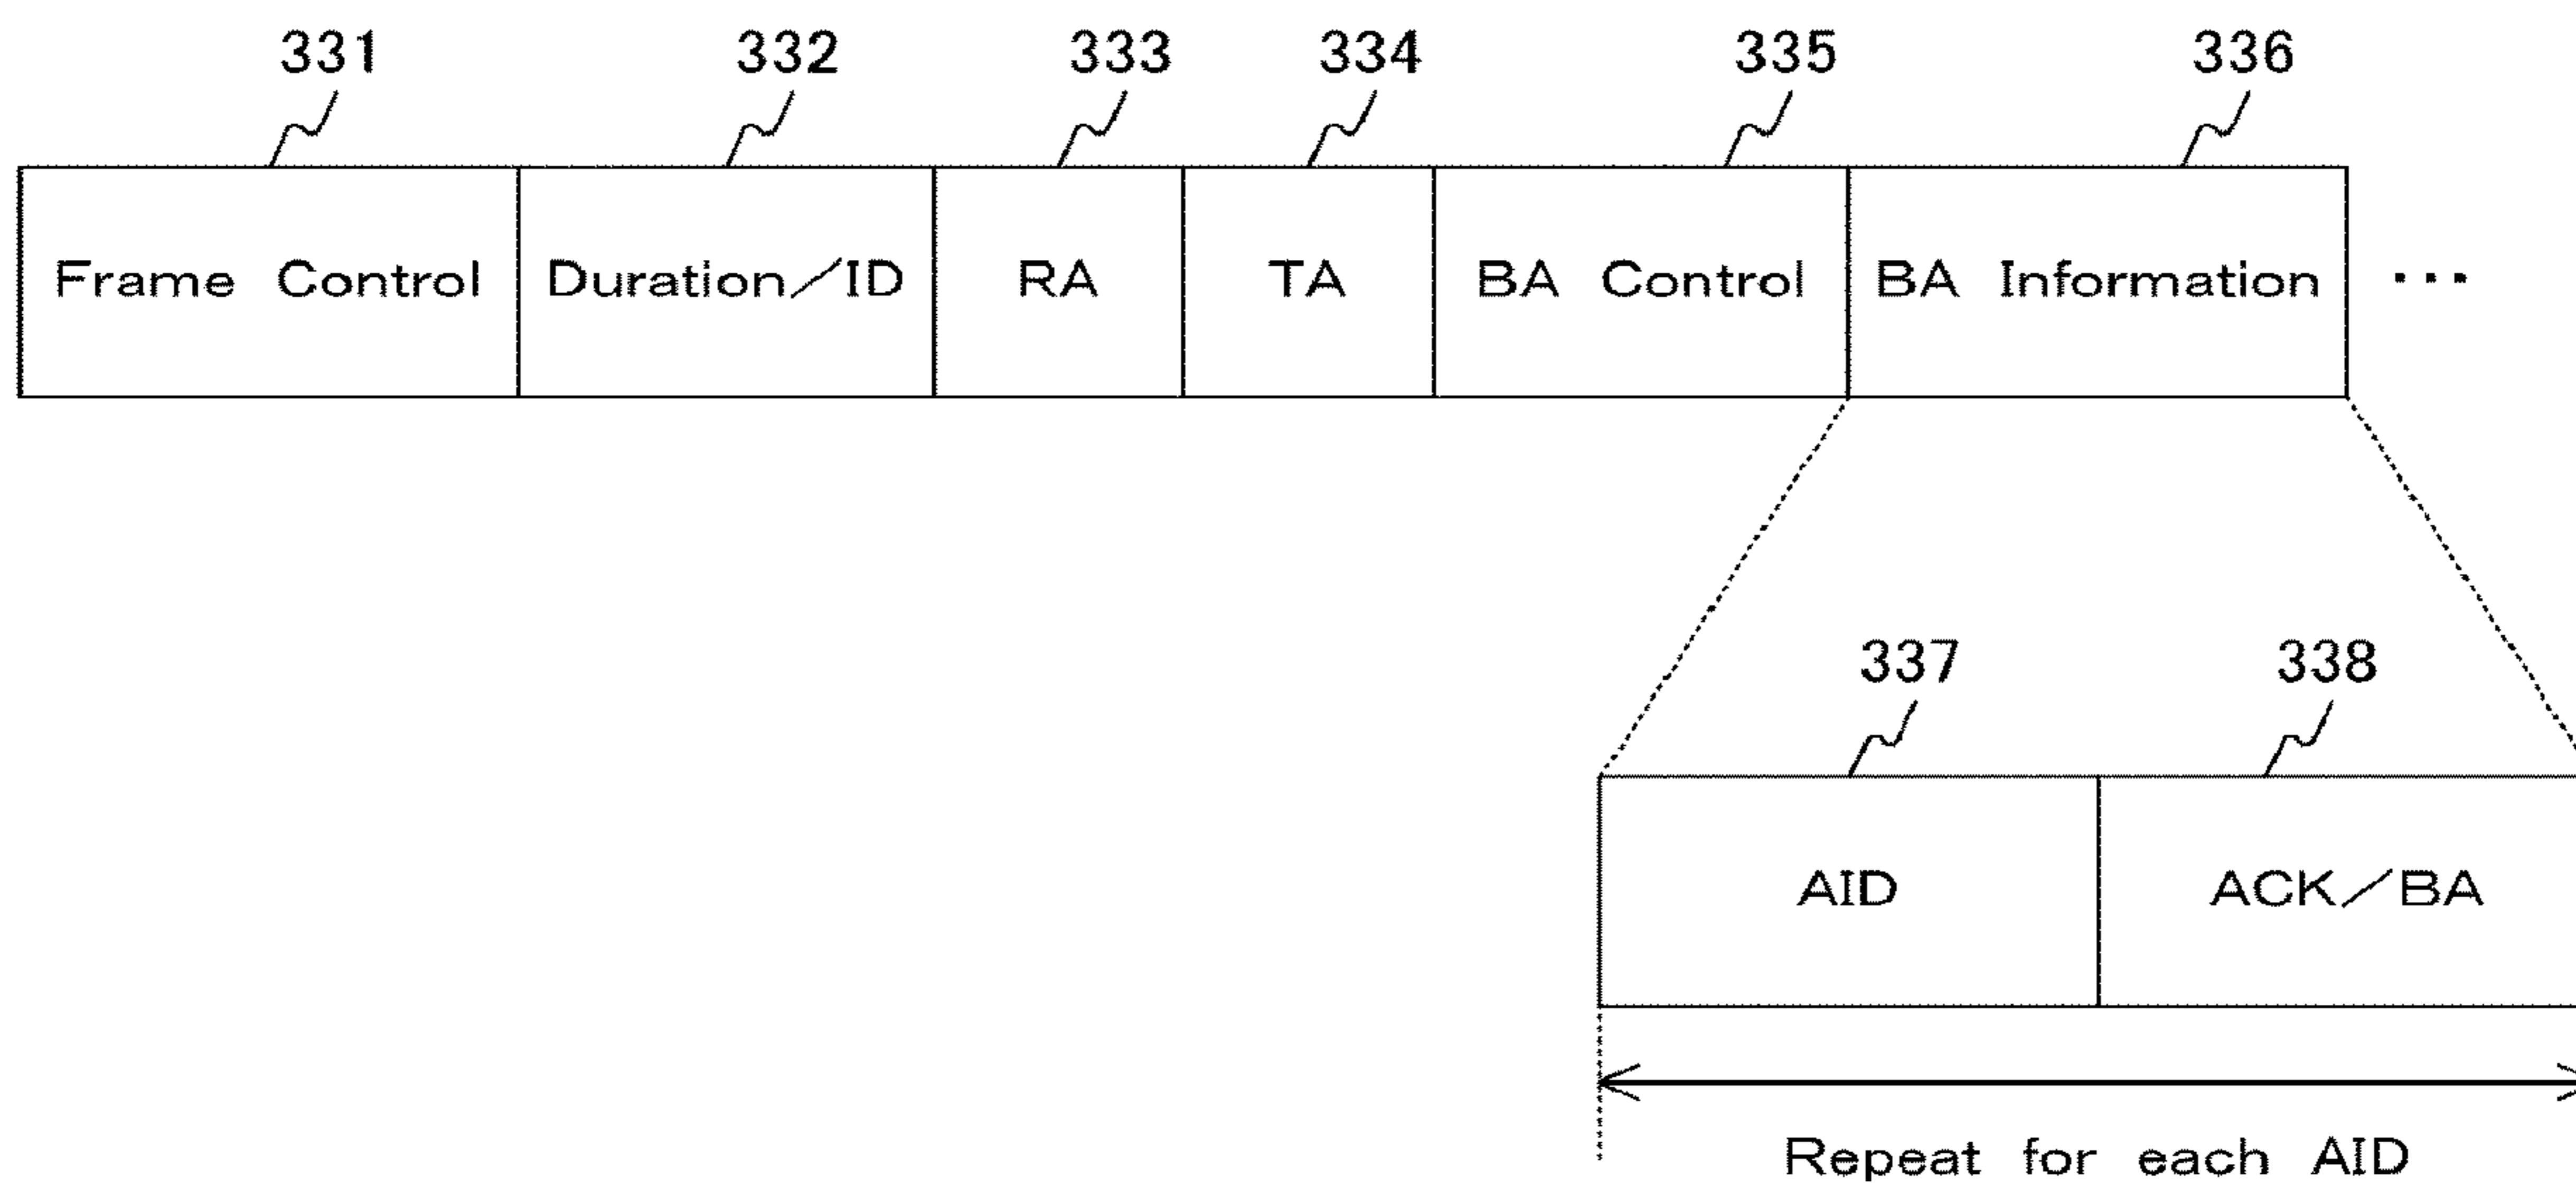 331 332 333 334 335 336
Frame Control Duration/ID RA TA BA Control BA Information ...
337 338
AID ACK/BA
Repeat for each AID